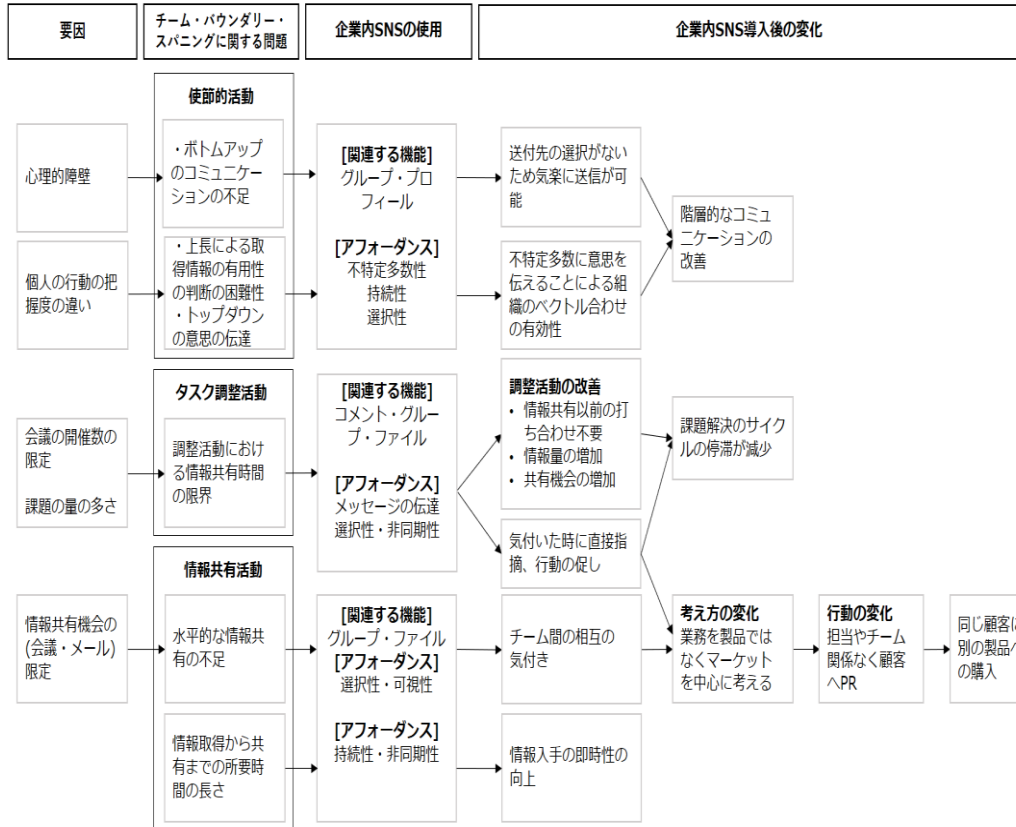 要因
チーム・バウンダリー・
スパニングに関する問題
企業内SNSの使用
企業内SNS導入後の変化
使節的活動
心理的障壁
・ボトムアップ
のコミュニケー
ションの不足
[関連する機能]
グループ・プロ
フィール
送付先の選択がない
ため気楽に送信が可
能
階層的なコミュ
ニケーションの
改善
個人の行動の把
握度の違い
・上長による取
得情報の有用性
の判断の困難性
・トップダウン
の意思の伝達
[アフォーダンス]
不特定多数性
持続性
選択性
不特定多数に意思を
伝えることによる組
織のベクトル合わせ
の有効性
タスク調整活動
会議の開催数の
限定
課題の量の多さ
調整活動におけ
る情報共有時間
の限界
[関連する機能]
コメント・グルー
プ・ファイル
[アフォーダンス]
メッセージの伝達
選択性・非同期性
調整活動の改善
• 情報共有以前の打
ち合わせ不要
• 情報量の増加
• 共有機会の増加
課題解決のサイク
ルの停滞が減少
気付いた時に直接指
摘、行動の促し
情報共有活動
情報共有機会の
(会議・メール)
限定
水平的な情報共
有の不足
[関連する機能]
グループ・ファイル
[アフォーダンス]
選択性・可視性
チーム間の相互の
気付き
考え方の変化
業務を製品では
なくマーケット
を中心に考える
行動の変化
担当やチーム
関係なく顧客
へPR
同じ顧客に
別の製品へ
の購入
情報取得から共
有までの所要時
間の長さ
[アフォーダンス]
持続性・非同期性
情報入手の即時性の
向上